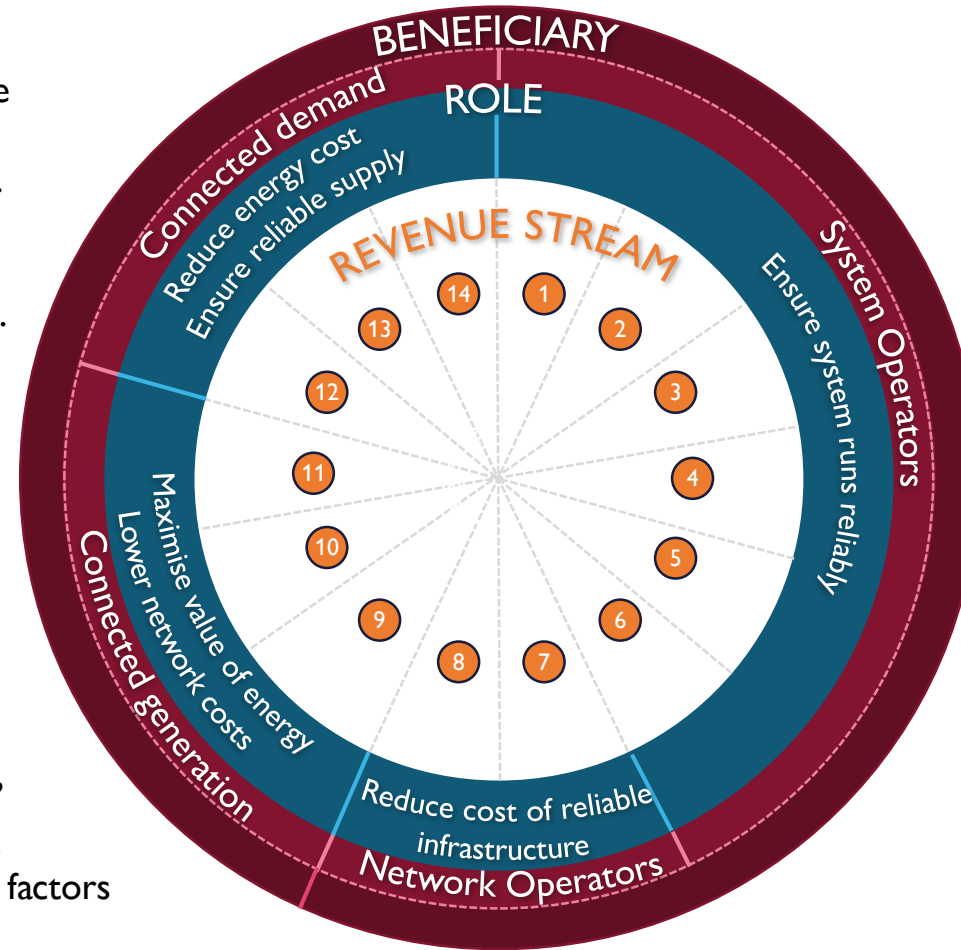 BENEFICIARY
ROLE
REVENUE STREAM
Connected demand
Reduce energy cost
Ensure reliable supply
System Operators
Ensure system runs reliably
Network Operators
Reduce cost of reliable
infrastructure
Connected generation
Maximise value of energy
Lower network costs
1
2
3
4
5
6
7
8
9
10
11
12
13
14
e
.
.
,
.
factors